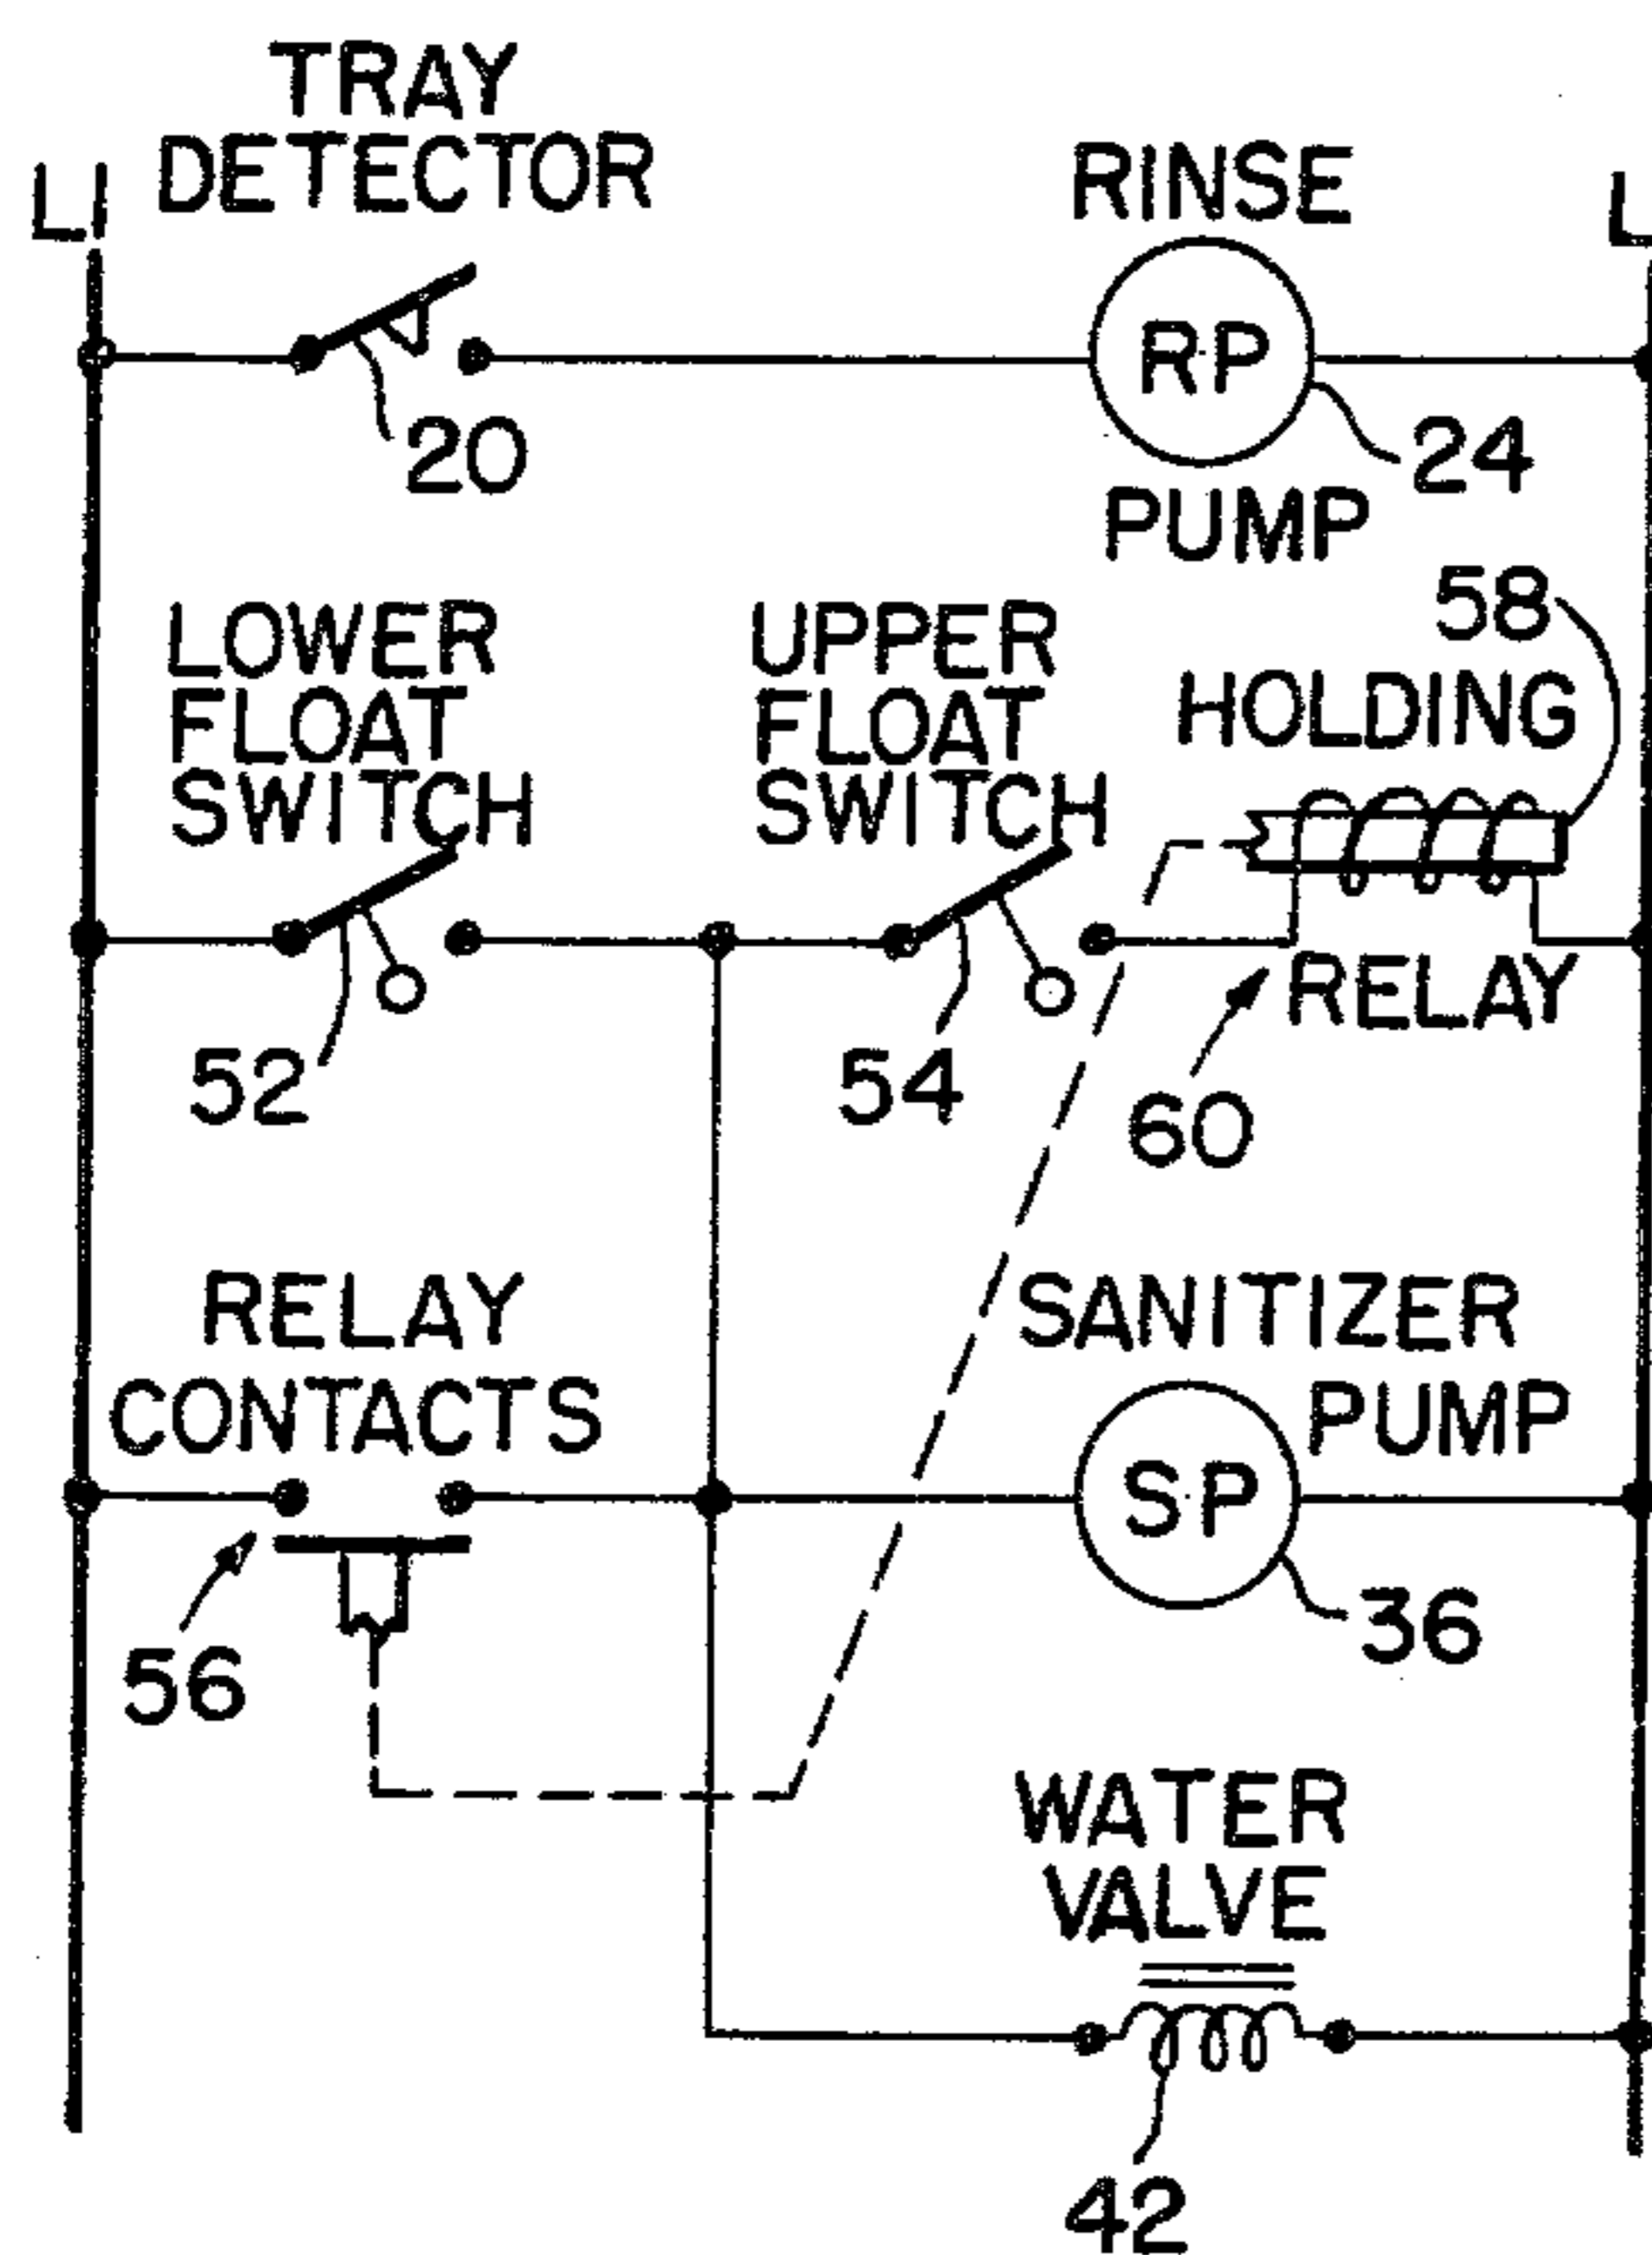 TRAY
DETECTOR
L1
RINSE
L
RP
20
24
PUMP
58
LOWER
FLOAT
SWITCH
UPPER
FLOAT
SWITCH
HOLDING
RELAY
52
54
60
RELAY
CONTACTS
SANITIZER
PUMP
SP
56
36
WATER
VALVE
42